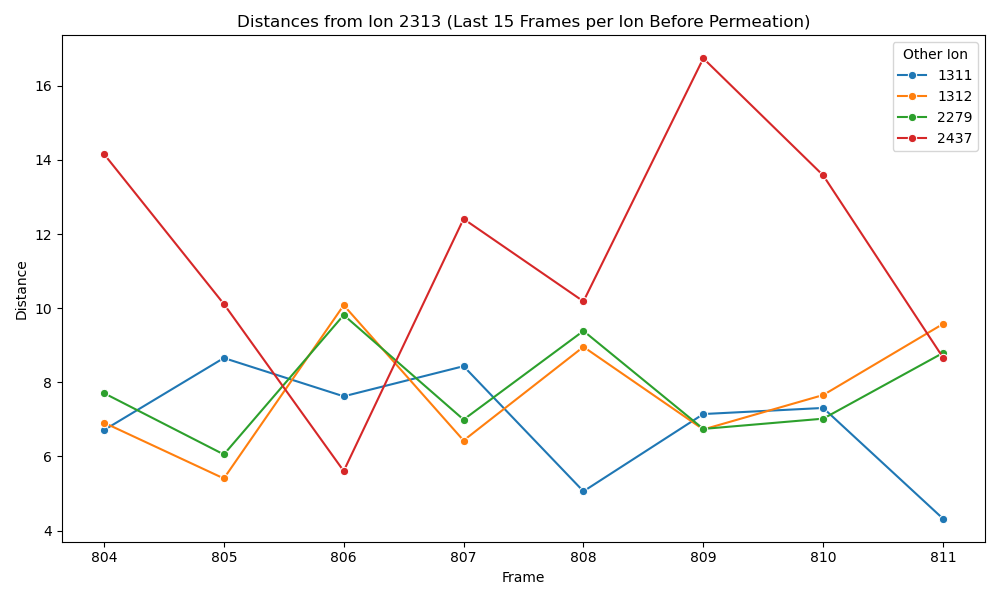 Distances from Ion 2313 (Last 15 Frames per Ion Before Permeation)
Other Ion
1311
1312
2279
2437
16
14
12
10
8
6
4
Distance
804 805 806 807 808 809 810 811
Frame